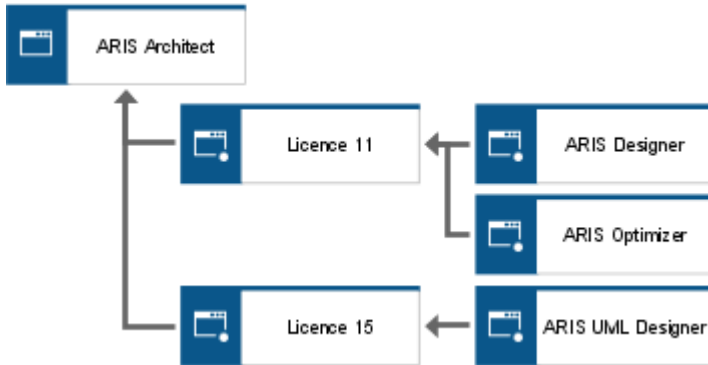 ARIS Architect
Licence 11
ARIS Designer
ARIS Optimizer
Licence 15
ARIS UML Designer